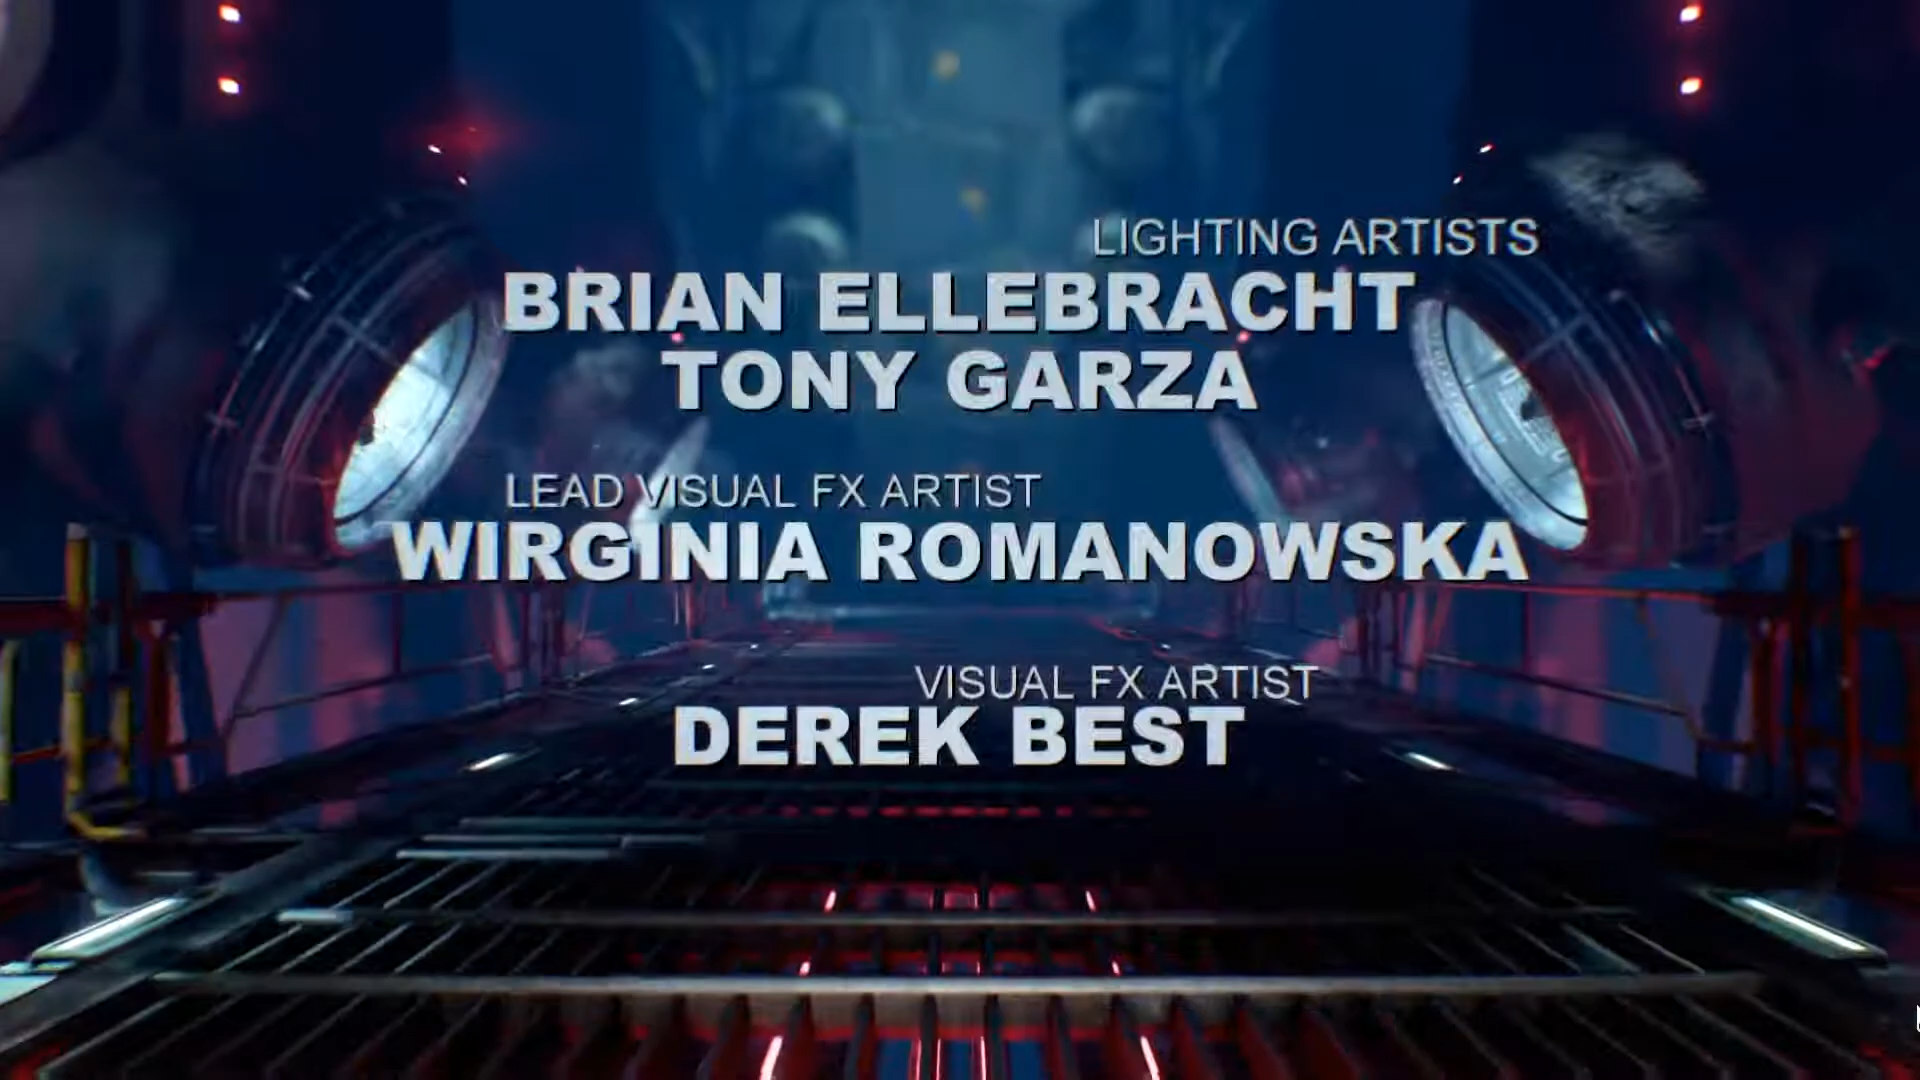 LIGHTING ARTISTS
BRIAN ELLEBRACHT
TONY GARZA
LEAD VISUAL FX ARTIST
WIRGINIA ROMANOWSKA
VISUAL FX ARTIST
DEREK BEST